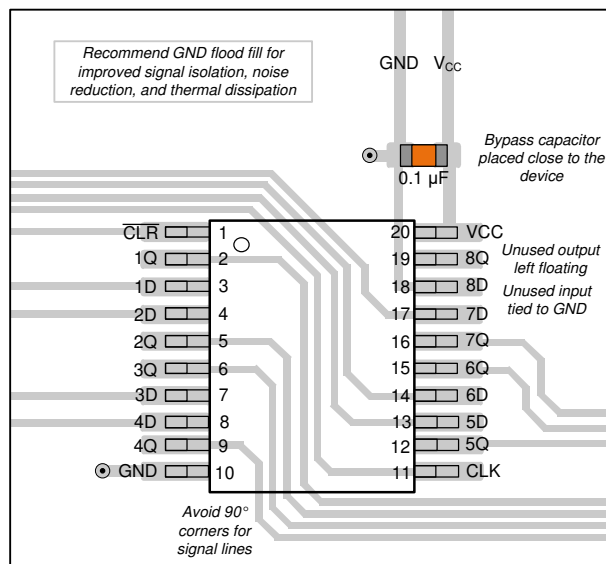 Recommend GND flood fill for
improved signal isolation, noise
reduction, and thermal dissipation
GND VCC
Bypass capacitor
placed close to the
device
0.1 µF
CLR 1 20 VCC
1Q 2 19 8Q
Unused output
left floating
1D 3 18 8D
Unused input
tied to GND
2D 4 17 7D
2Q 5 16 7Q
3Q 6 15 6Q
3D 7 14 6D
4D 8 13 5D
4Q 9 12 5Q
GND 10 11 CLK
Avoid 90°
corners for
signal lines